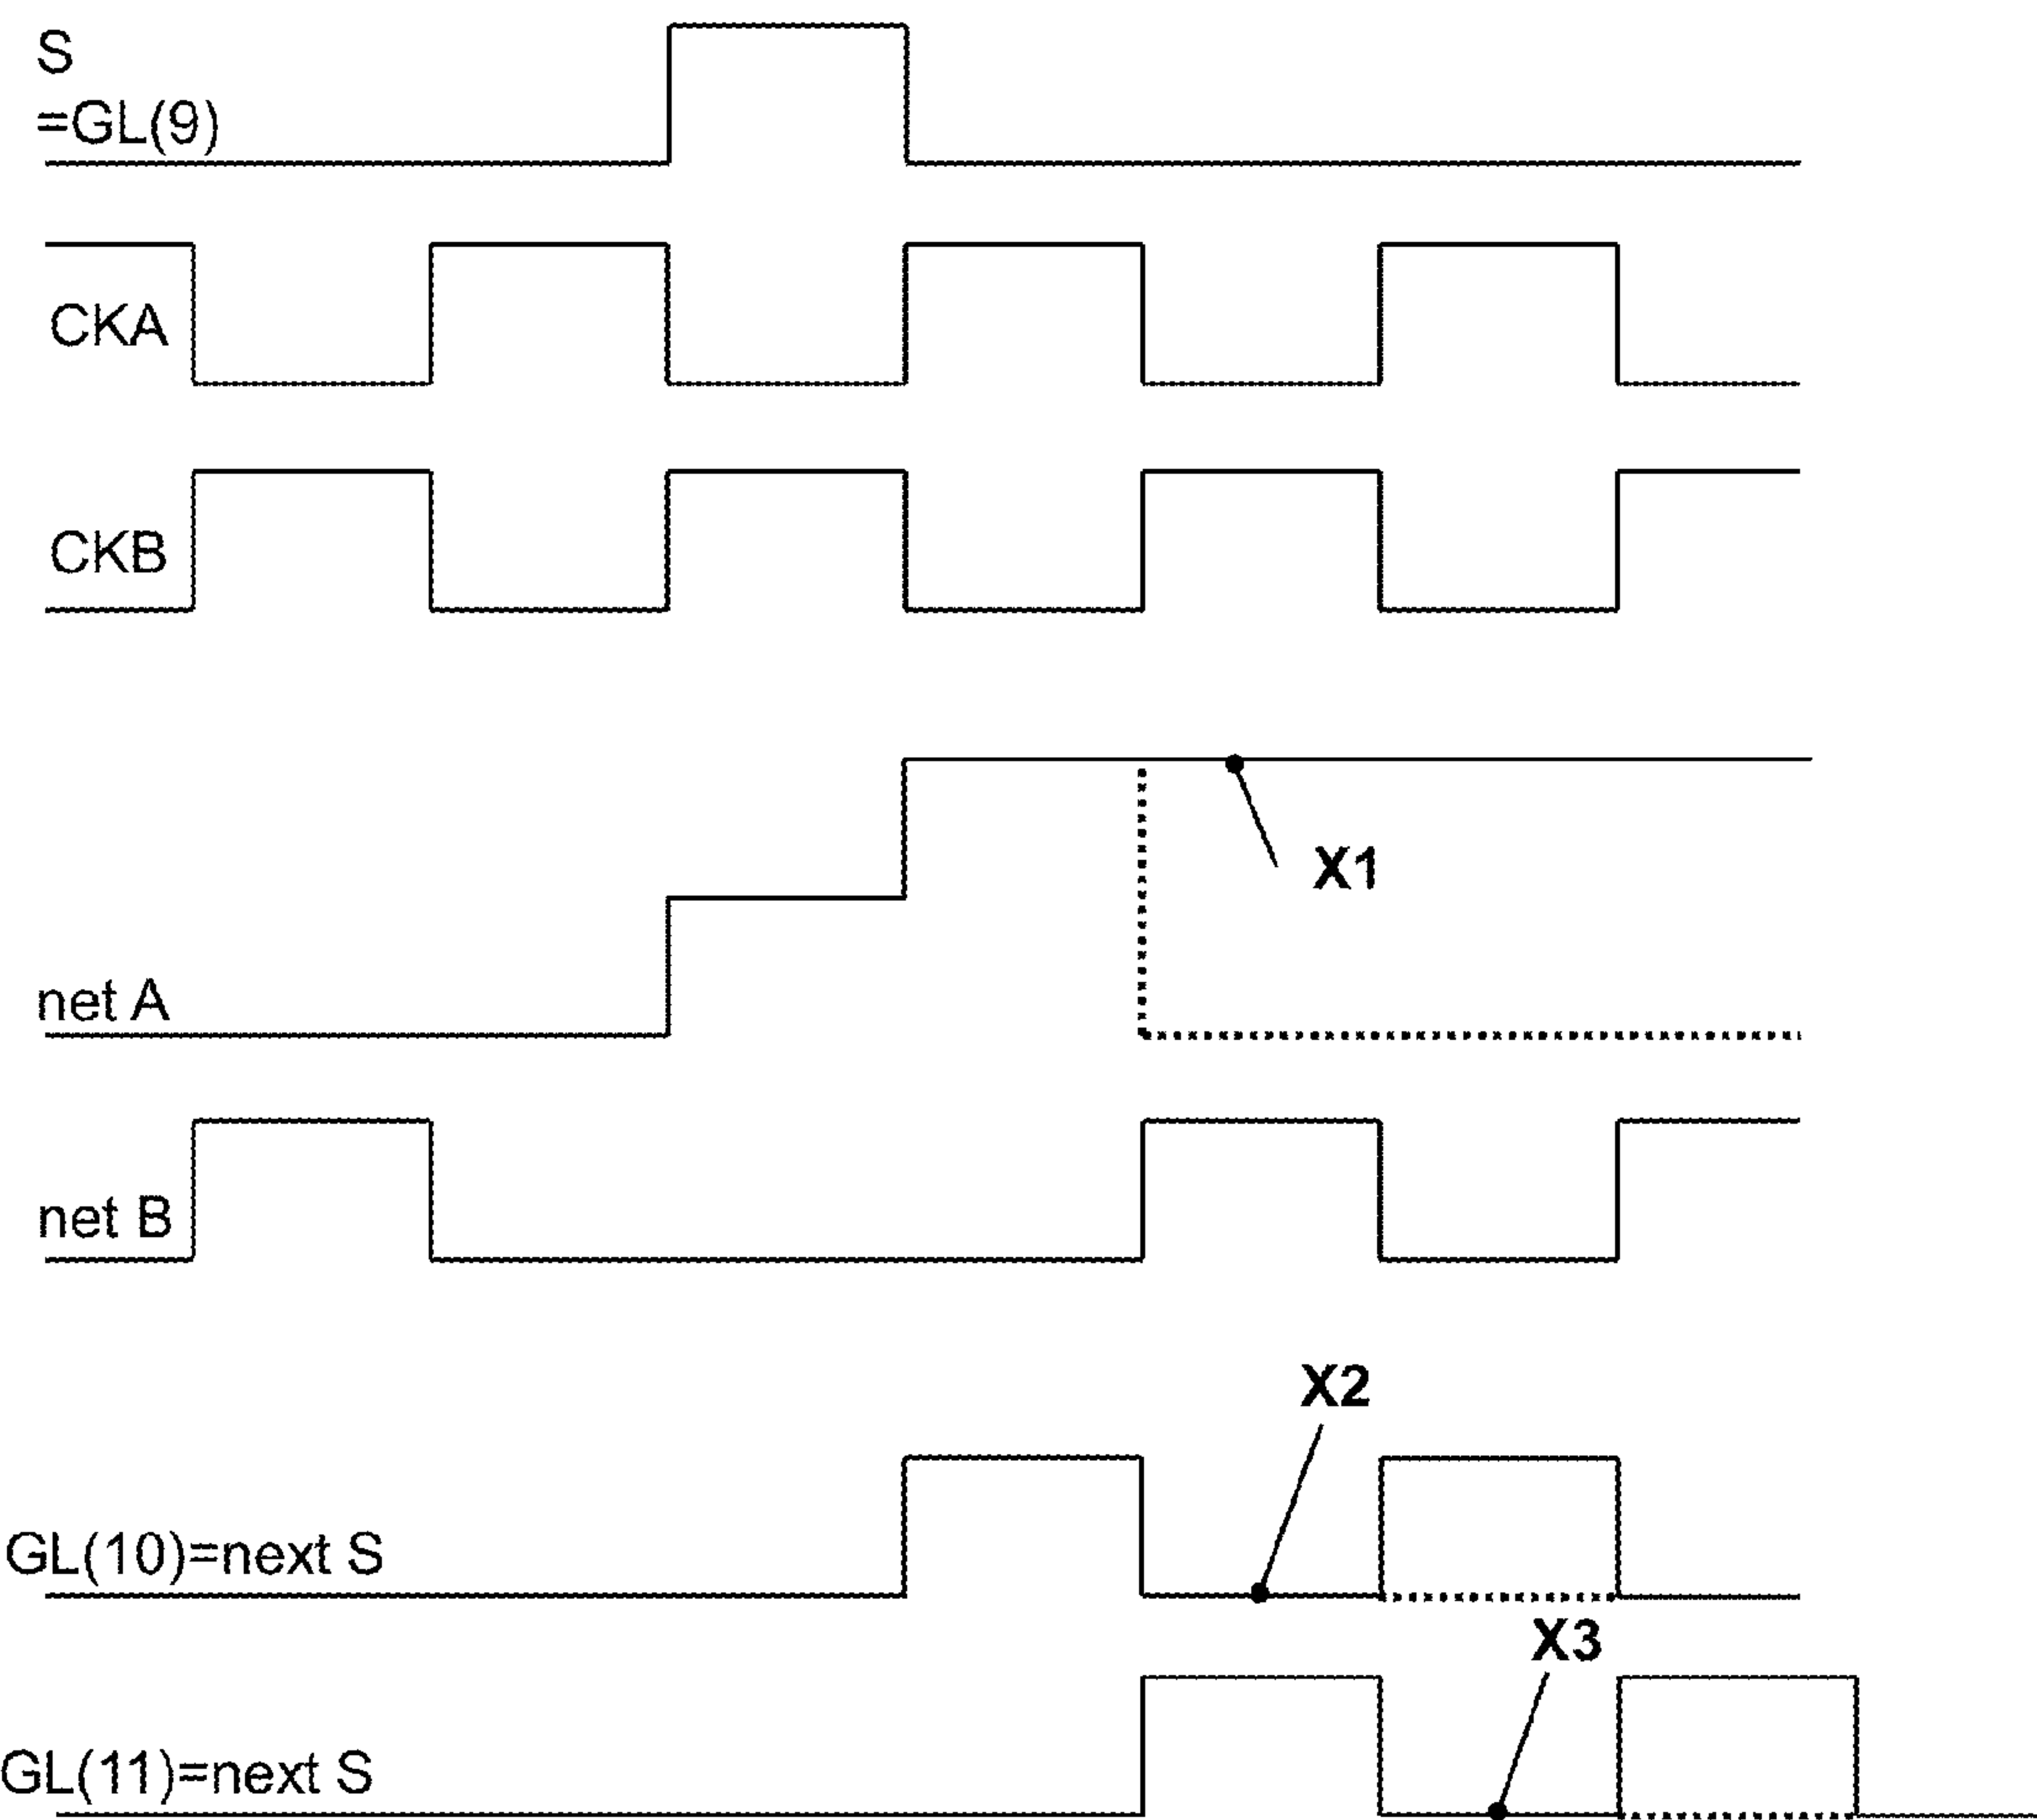 S
=GL(9)
CKA
CKB
X1
net A
net B
X2
GL(10)=next S
X3
GL(11)=next S